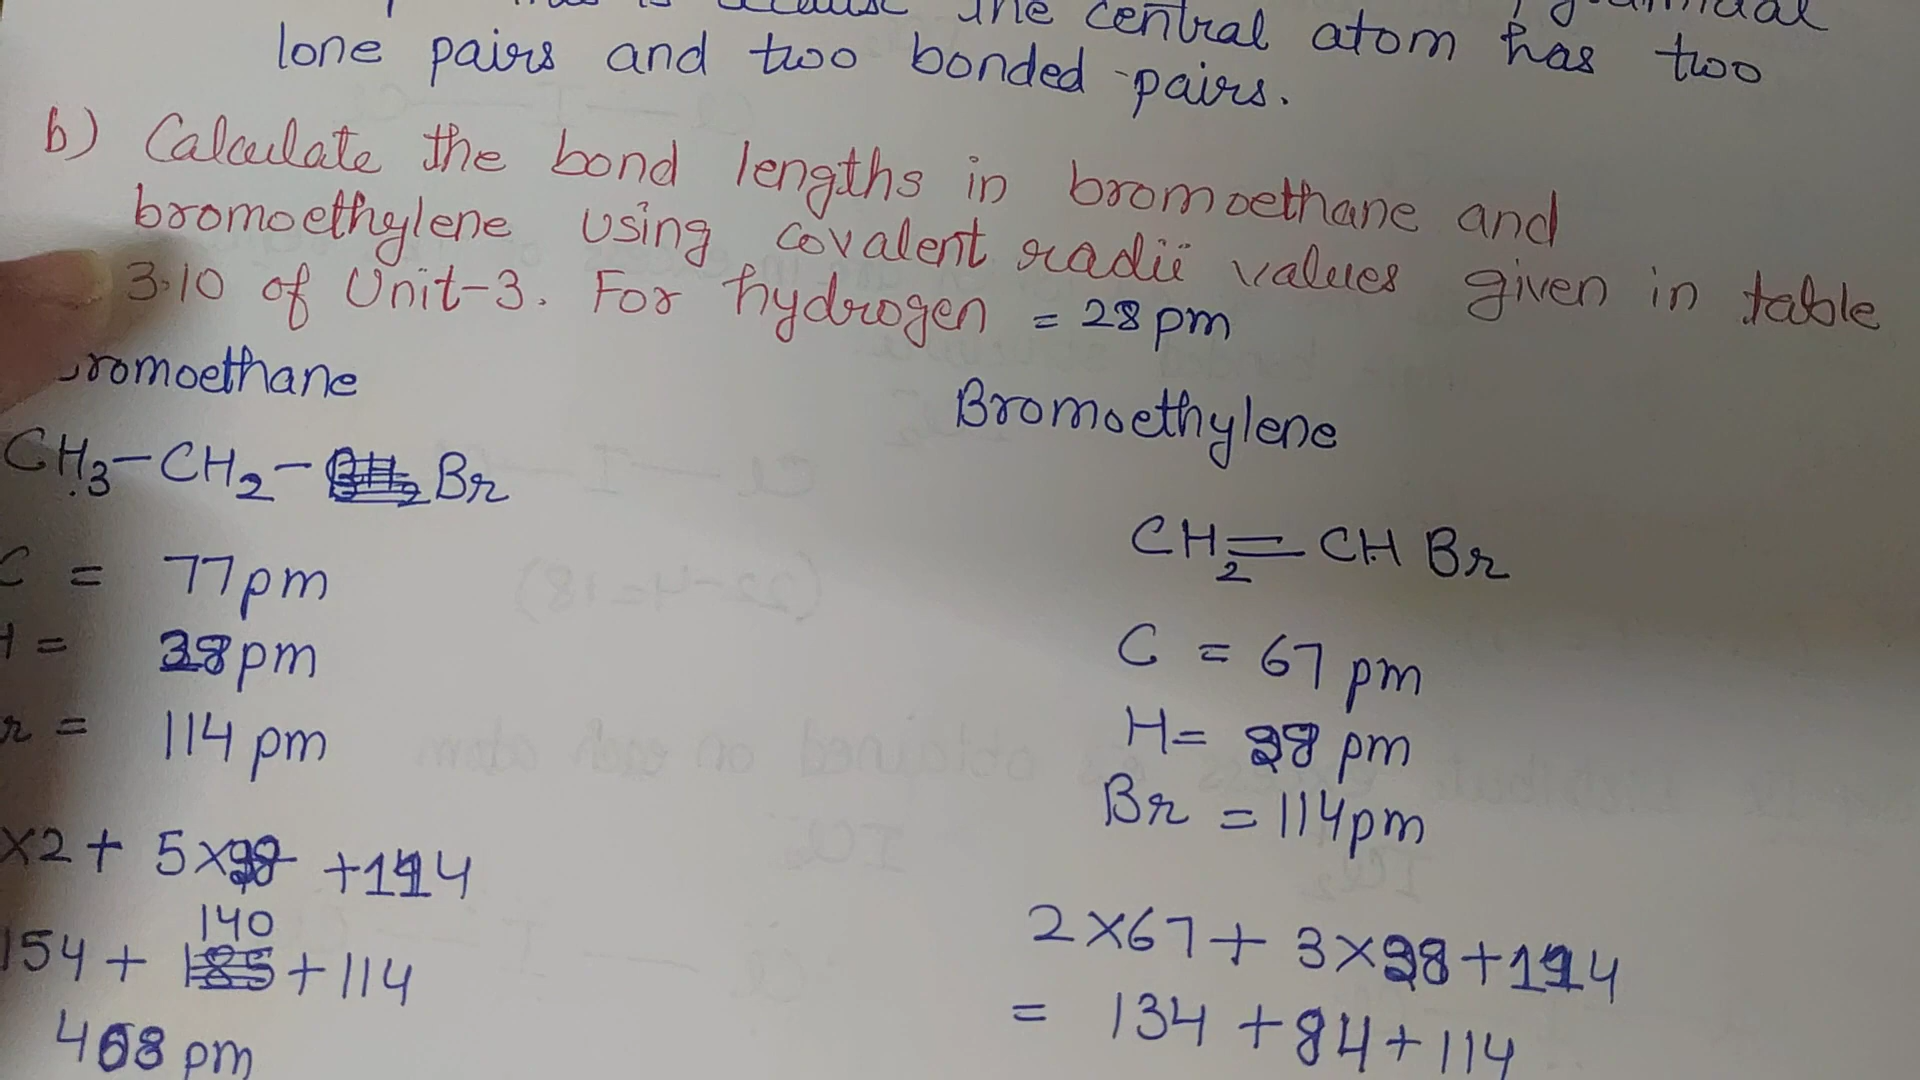 the central atom has two
lone pairs and two bonded pairs.
b) Calculate the bond lengths in bromoethane and
bromoethylene using covalent radii values given in table
3.10 of Unit-3. For hydrogen = 28 pm
romoethane
Bromoethylene
CH3-CH2- Br
CH2=CH Br
C = 77pm
C = 67 pm
= 28pm
H= 28 pm
= 114 pm
Br = 114pm
x2 + 5x28 + 114
2 x67 + 3x28+114
140
154 + + 114
= 134 + 84 + 114
408 pm